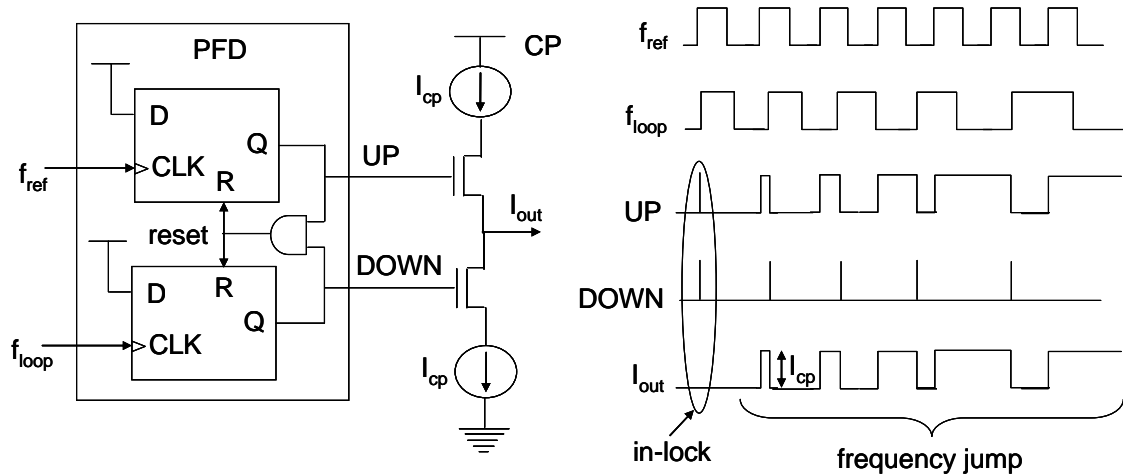 PFD
CP
I_cp
D
Q
CLK
R
f_ref
UP
I_out
reset
DOWN
D
R
Q
CLK
f_loop
I_cp
f_ref
f_loop
UP
DOWN
I_out
I_cp
in-lock
frequency jump